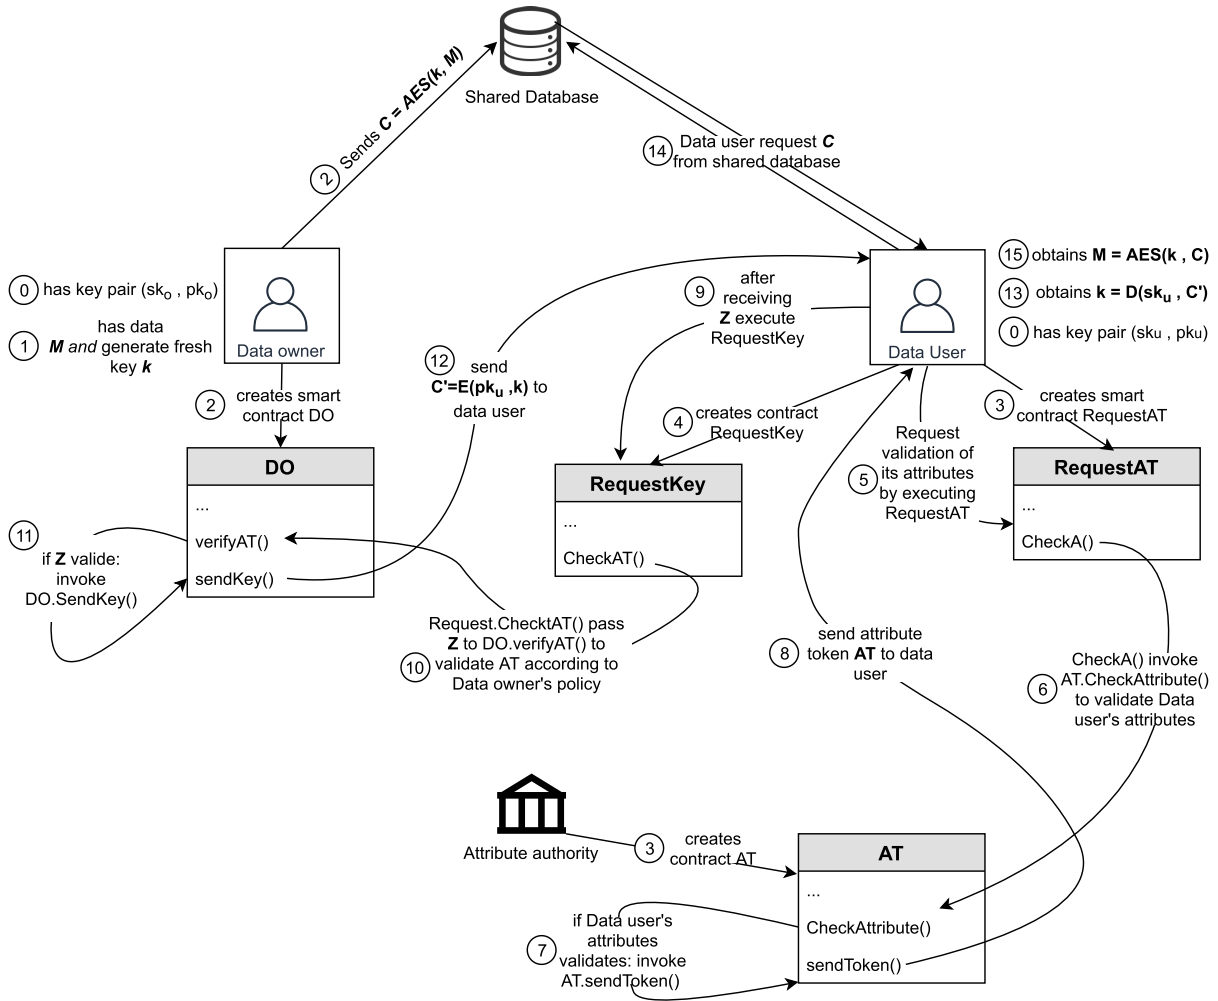 Shared Database
2 Sends C = AES(k, M)
14 Data user request C
from shared database
0 has key pair (sko , pko)
1 has data
M and generate fresh
key k
Data owner
2 creates smart
contract DO
DO
...
verifyAT()
sendKey()
11 if Z valide:
invoke
DO.SendKey()
12 send
C'=E(pku ,k) to
data user
9 after
receiving
Z execute
RequestKey
Data User
15 obtains M = AES(k , C)
13 obtains k = D(sku , C')
0 has key pair (sku , pku)
4 creates contract
RequestKey
3 creates smart
contract RequestAT
RequestKey
...
CheckAT()
5 Request
validation of
its attributes
by executing
RequestAT
RequestAT
...
CheckA()
10 Request.ChecktAT() pass
Z to DO.verifyAT() to
validate AT according to
Data owner's policy
8 send attribute
token AT to data
user
6 CheckA() invoke
AT.CheckAttribute()
to validate Data
user's attributes
Attribute authority
3 creates
contract AT
AT
...
CheckAttribute()
sendToken()
7 if Data user's
attributes
validates: invoke
AT.sendToken()